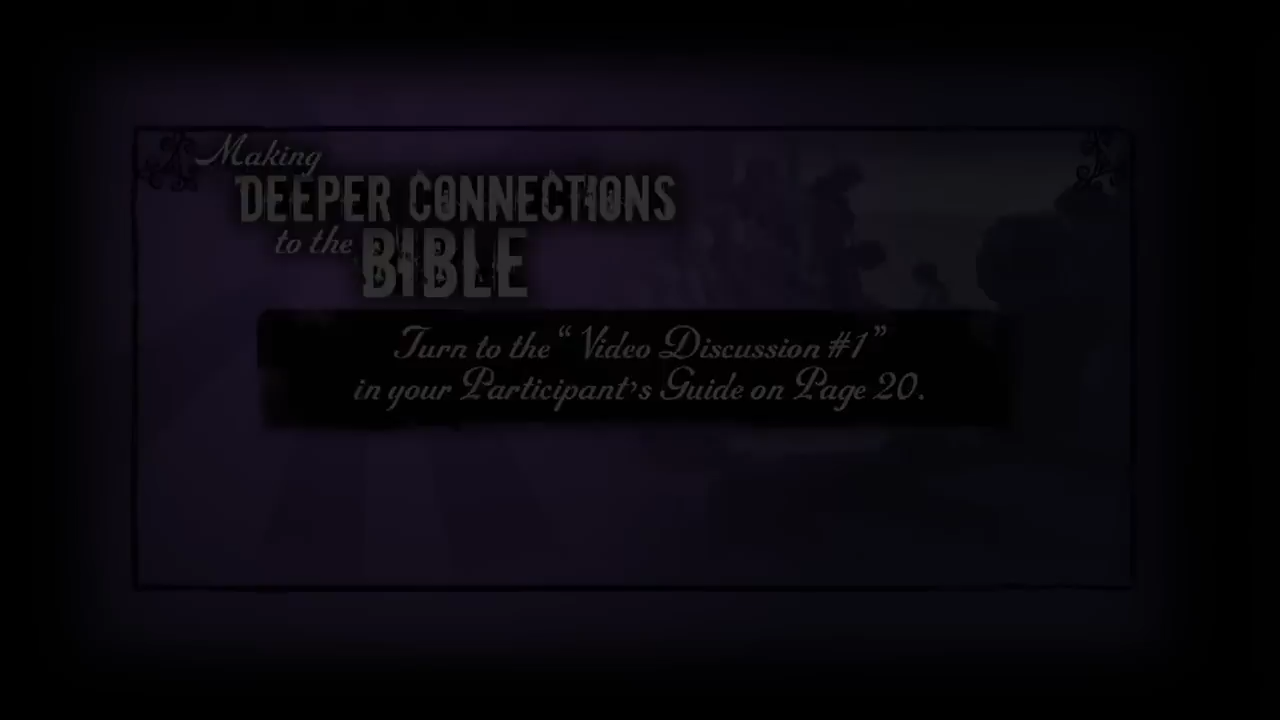 Making
DEEPER CONNECTIONS
to the BIBLE
Turn to the “Video Discussion #1”
in your Participant's Guide on Page 20.